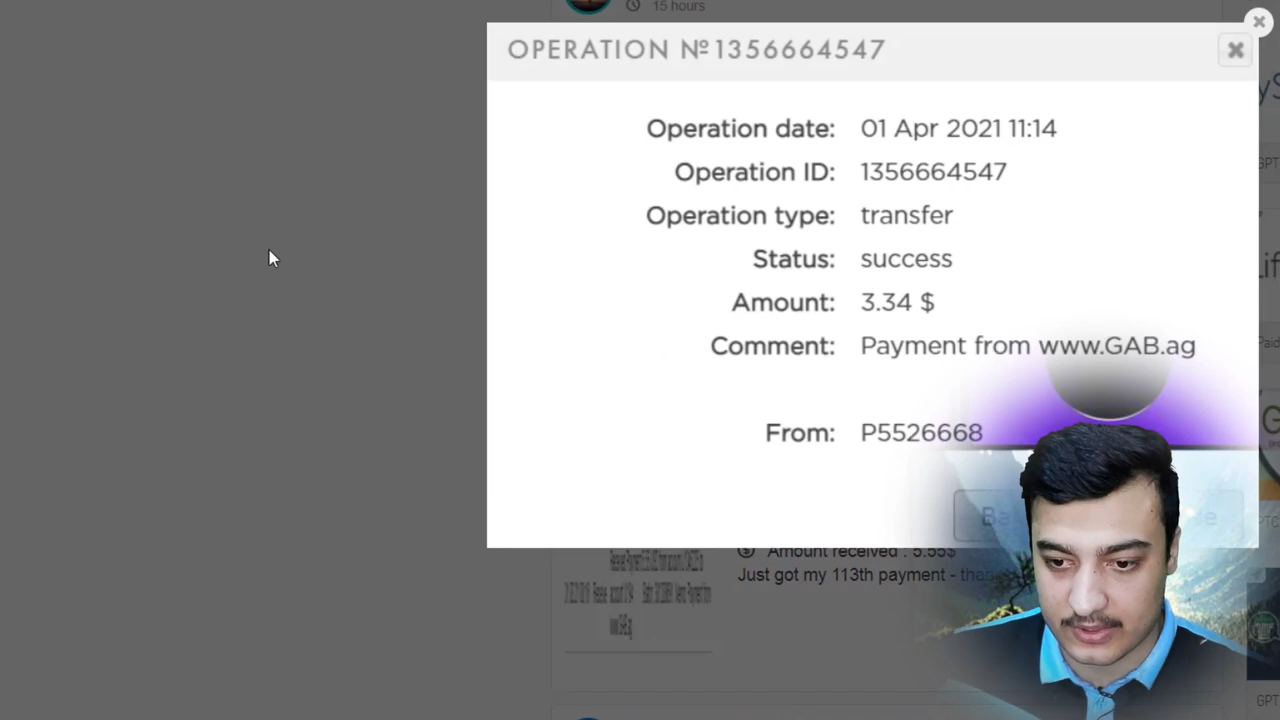 15 hours
OPERATION №1356664547
Operation date: 01 Apr 2021 11:14
Operation ID: 1356664547
Operation type: transfer
Status: success
Amount: 3.34 $
Comment: Payment from www.GAB.ag
From: P5526668
Amount received : 5.55$
Just got my 113th payment - tha